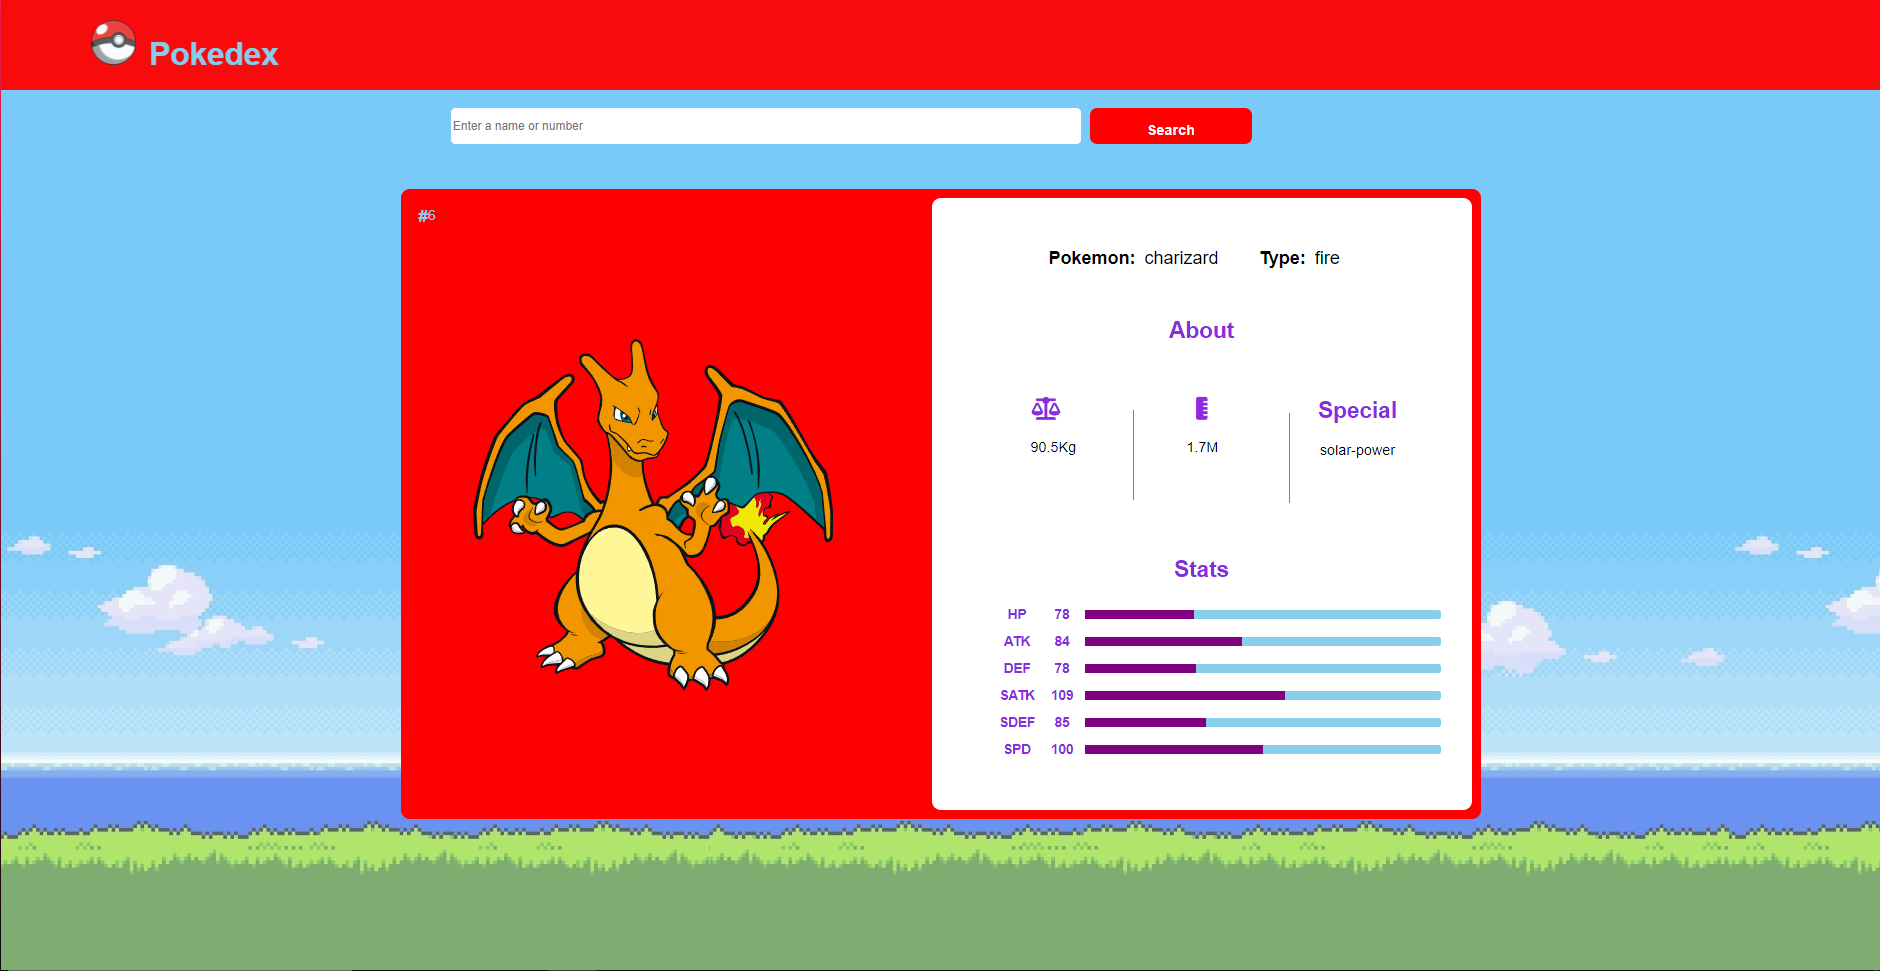 Pokedex
Enter a name or number
Search
#6
Pokemon: charizard Type: fire
About
Special
90.5Kg 1.7M solar-power
Stats
HP 78
ATK 84
DEF 78
SATK 109
SDEF 85
SPD 100